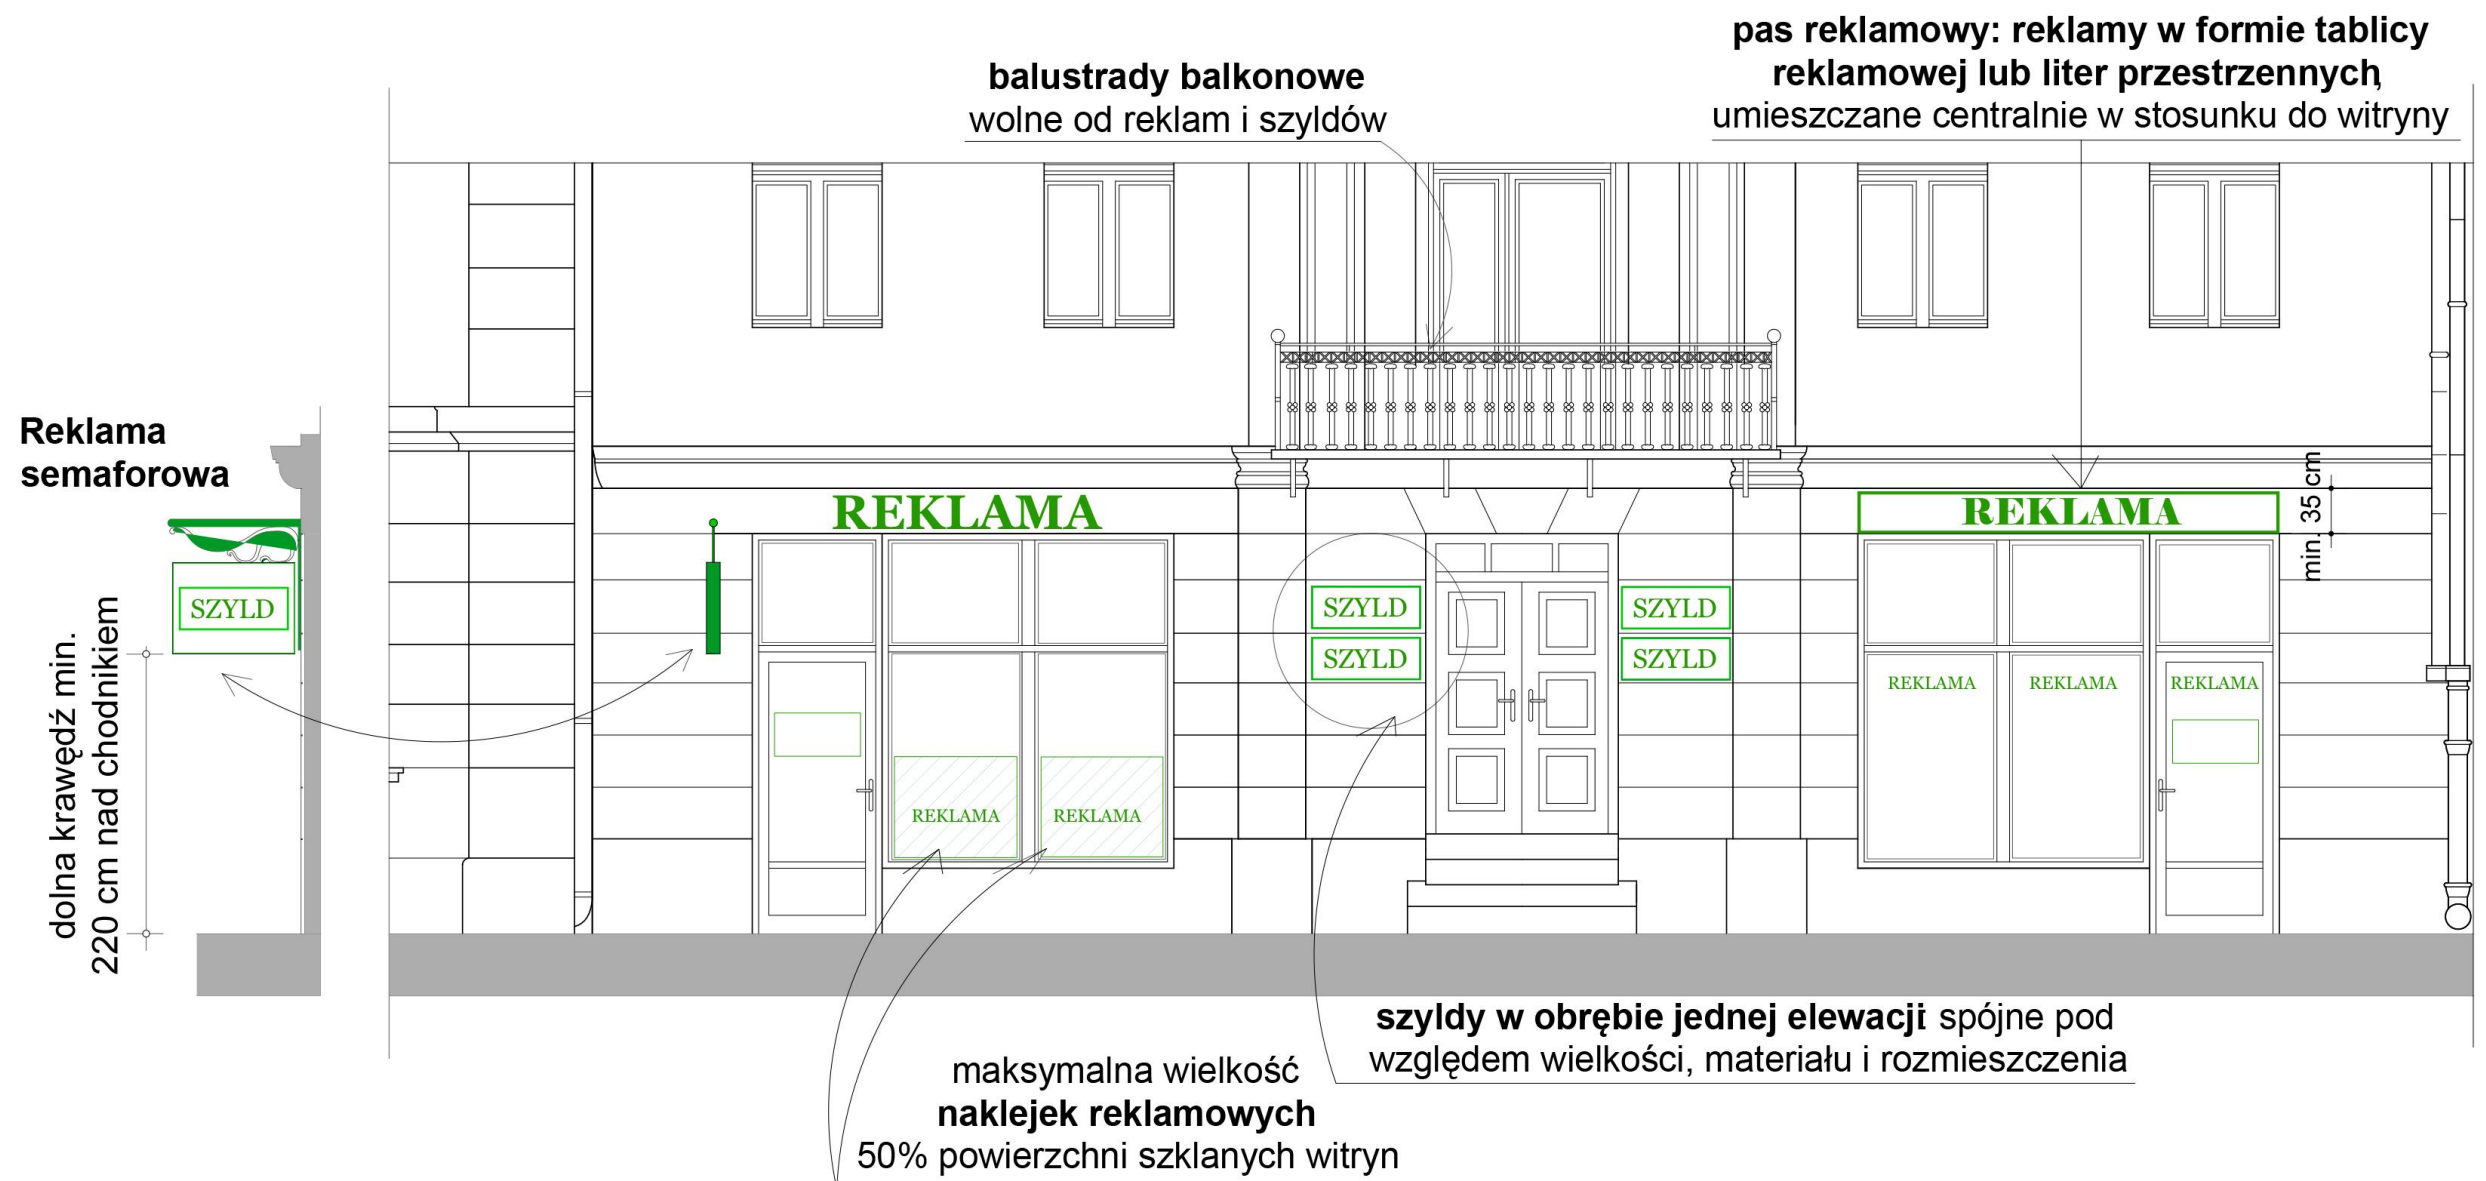 pas reklamowy: reklamy w formie tablicy
reklamowej lub liter przestrzennych,
umieszczane centralnie w stosunku do witryny
balustrady balkonowe
wolne od reklam i szyldów
Reklama
semaforowa
SZYLD
dolna krawędź min.
220 cm nad chodnikiem
REKLAMA
REKLAMA
min. 35 cm
SZYLD
SZYLD
SZYLD
SZYLD
REKLAMA
REKLAMA
REKLAMA
REKLAMA
REKLAMA
szyldy w obrębie jednej elewacji: spójne pod
względem wielkości, materiału i rozmieszczenia
maksymalna wielkość
naklejek reklamowych
50% powierzchni szklanych witryn